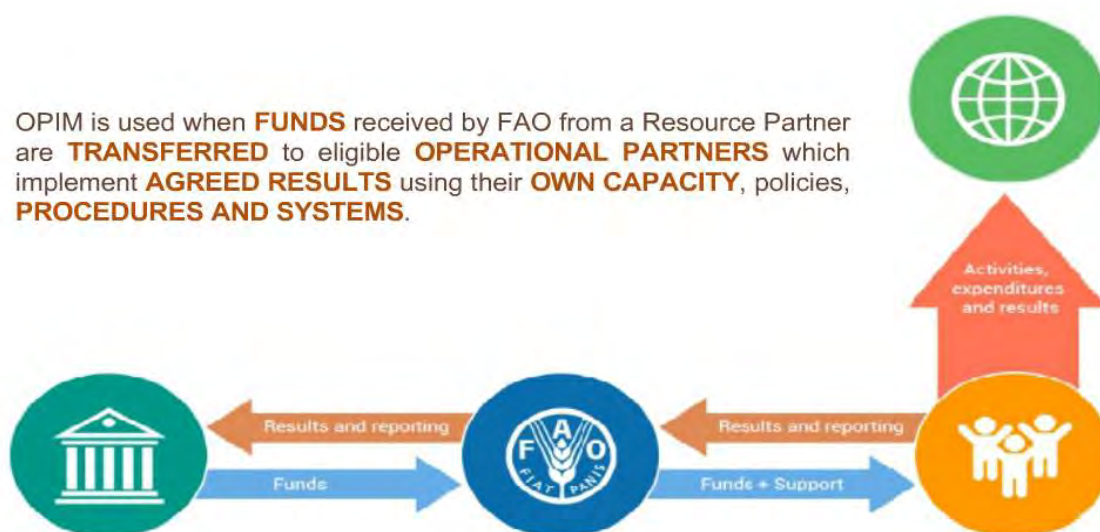 OPIM is used when FUNDS received by FAO from a Resource Partner
are TRANSFERRED to eligible OPERATIONAL PARTNERS which
implement AGREED RESULTS using their OWN CAPACITY, policies,
PROCEDURES AND SYSTEMS.
Activities,
expenditures
and results
Results and reporting
Results and reporting
F A O
FIAT PANIS
Funds
Funds + Support